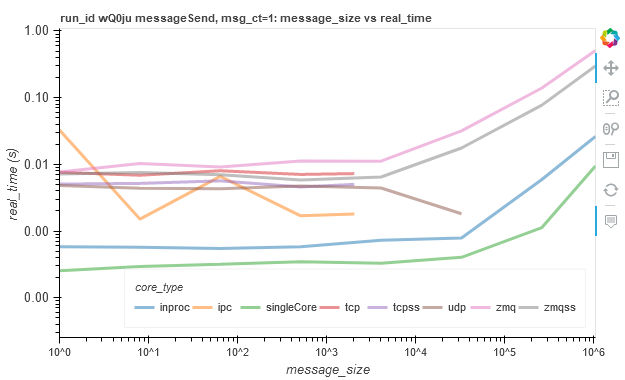 run_id wQ0ju messageSend, msg_ct=1: message_size vs real_time
1.00
0.10
0.01
0.00
0.00
real_time (s)
core_type
inproc ipc singleCore tcp tcpss udp zmq zmqss
10^0 10^1 10^2 10^3 10^4 10^5 10^6
message_size